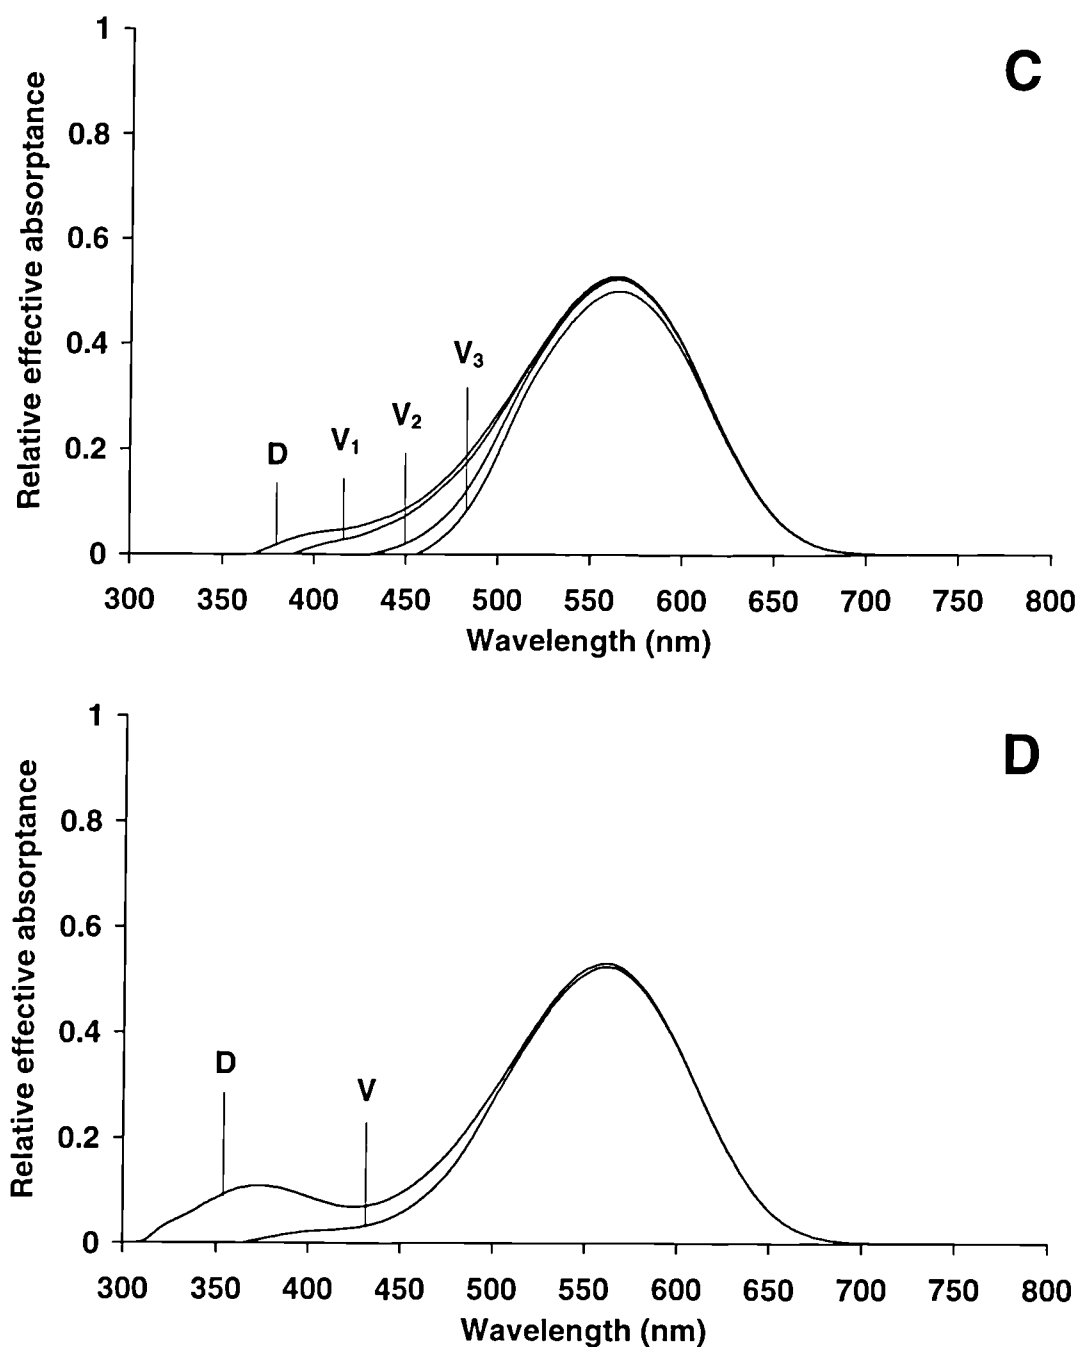 C
Relative effective absorptance
1
0.8
0.6
0.4
0.2
0
D
V1
V2
V3
300 350 400 450 500 550 600 650 700 750 800
Wavelength (nm)
D
Relative effective absorptance
1
0.8
0.6
0.4
0.2
0
D
V
300 350 400 450 500 550 600 650 700 750 800
Wavelength (nm)